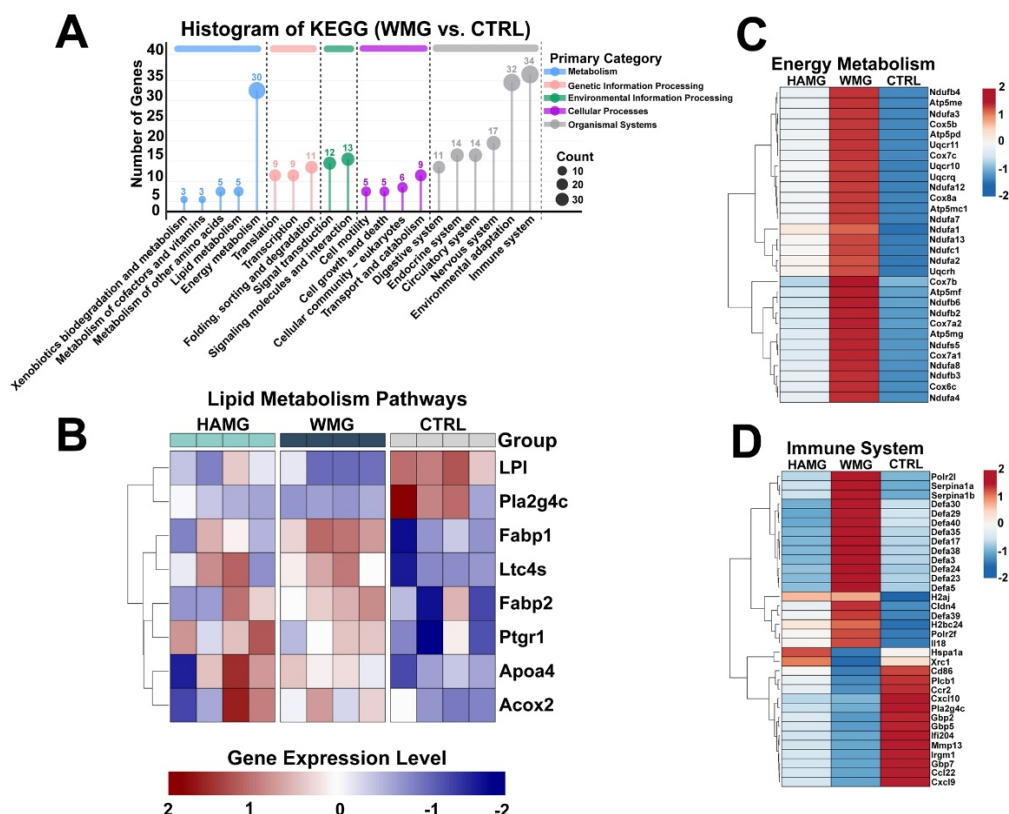 A
Histogram of KEGG (WMG vs. CTRL)
Number of Genes
40
35
30
25
20
15
10
5
0
3
3
5
5
30
9
9
11
12
13
5
5
6
9
11
14
14
17
32
34
Xenobiotics biodegradation and metabolism
Metabolism of cofactors and vitamins
Metabolism of other amino acids
Lipid metabolism
Energy metabolism
Translation
Transcription
Folding, sorting and degradation
Signal transduction
Signaling molecules and interaction
Cell motility
Cell growth and death
Cellular community – eukaryotes
Transport and catabolism
Digestive system
Endocrine system
Circulatory system
Nervous system
Environmental adaptation
Immune system
Primary Category
Metabolism
Genetic Information Processing
Environmental Information Processing
Cellular Processes
Organismal Systems
Count
10
20
30
B
Lipid Metabolism Pathways
HAMG WMG CTRL
Group
LPl
Pla2g4c
Fabp1
Ltc4s
Fabp2
Ptgr1
Apoa4
Acox2
Gene Expression Level
2 1 0 -1 -2
C
Energy Metabolism
HAMG WMG CTRL
Ndufb4
Atp5me
Ndufa3
Cox5b
Atp5pd
Uqcr11
Cox7c
Uqcr10
Uqcrq
Ndufa12
Cox8a
Atp5mc1
Ndufa7
Ndufa1
Ndufa13
Ndufc1
Ndufa2
Uqcrh
Cox7b
Atp5mf
Ndufb6
Ndufb2
Cox7a2
Atp5mg
Ndufs5
Cox7a1
Ndufa8
Ndufb3
Cox6c
Ndufa4
2
1
0
-1
-2
D
Immune System
HAMG WMG CTRL
Polr2l
Serpina1a
Serpina1b
Defa30
Defa29
Defa40
Defa35
Defa17
Defa38
Defa3
Defa24
Defa23
Defa5
H2aj
Cldn4
Defa39
H2bc24
Polr2f
Il18
Hspa1a
Xrc1
Cd86
Plcb1
Ccr2
Cxcl10
Pla2g4c
Gbp2
Gbp5
Ifi204
Mmp13
Irgm1
Gbp7
Ccl22
Cxcl9
2
1
0
-1
-2